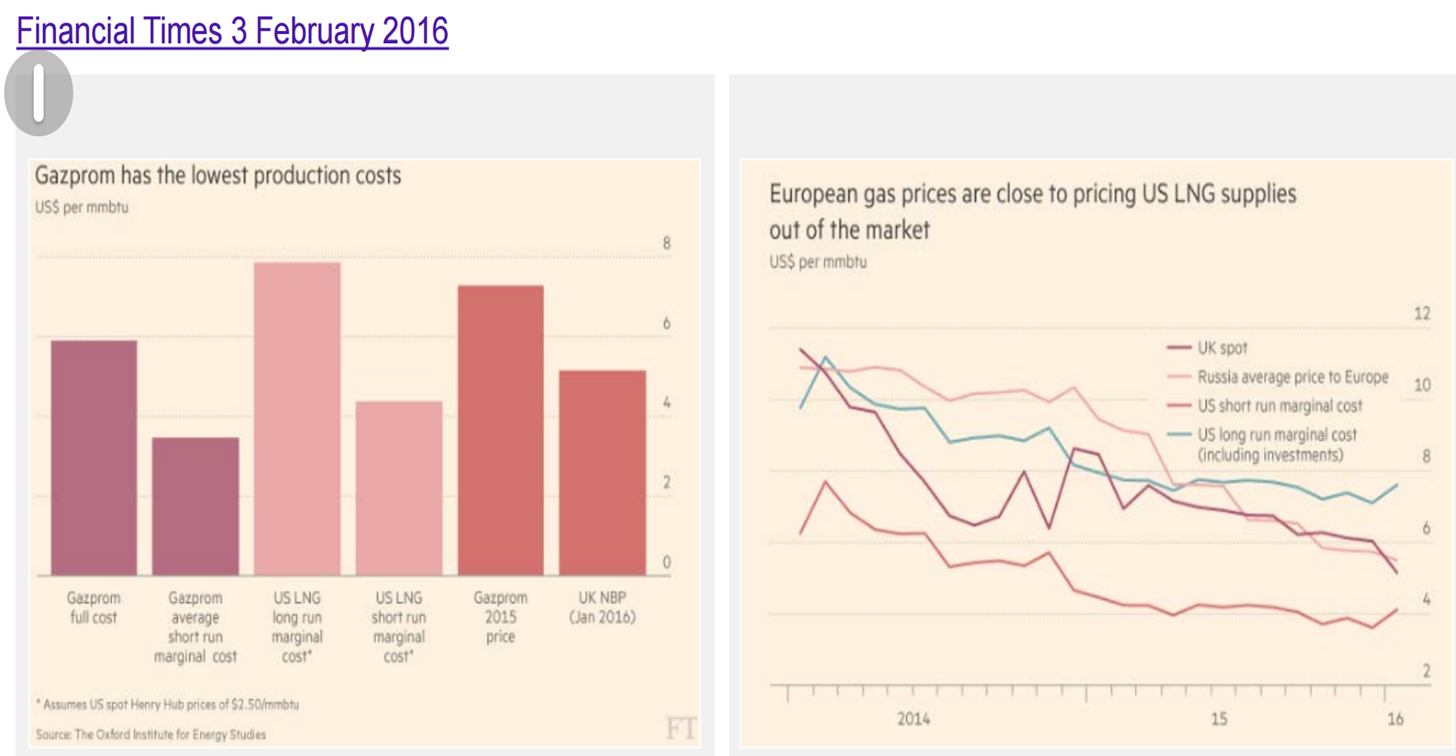 Financial Times 3 February 2016
Gazprom has the lowest production costs
US$ per mmbtu
8
6
4
2
0
Gazprom
full cost
Gazprom
average
short run
marginal cost
US LNG
long run
marginal
cost*
US LNG
short run
marginal
cost*
Gazprom
2015
price
UK NBP
(Jan 2016)
* Assumes US spot Henry Hub prices of $2.50/mmbtu
Source: The Oxford Institute for Energy Studies
FT
European gas prices are close to pricing US LNG supplies
out of the market
US$ per mmbtu
12
10
8
6
4
2
UK spot
Russia average price to Europe
US short run marginal cost
US long run marginal cost
(including investments)
2014
15
16